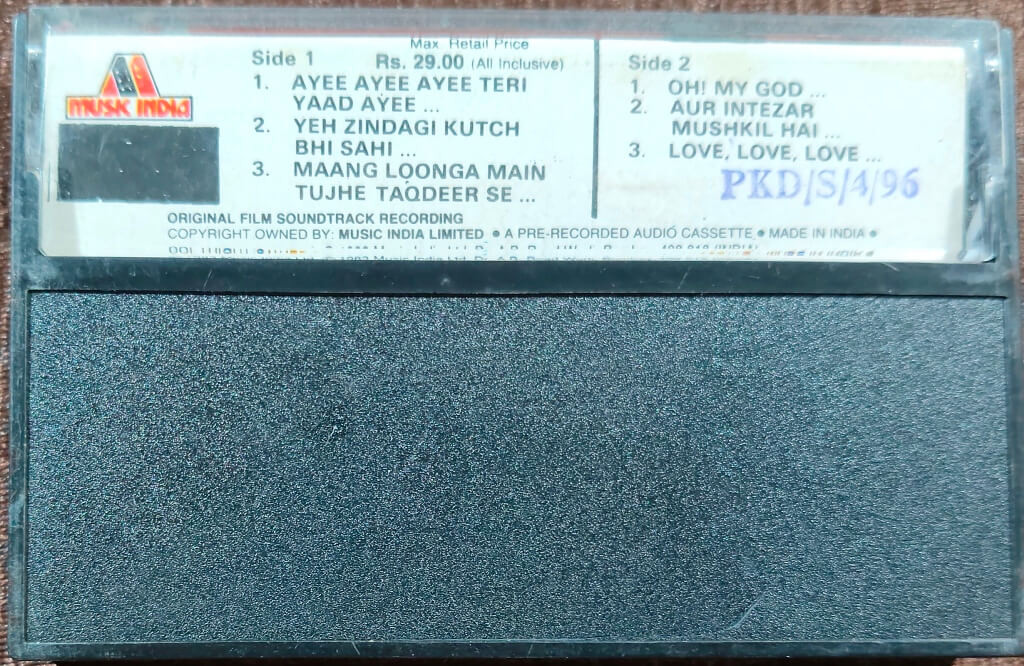 MUSIC INDIA
Max. Retail Price
Rs. 29.00 (All Inclusive)
Side 1
1. AYEE AYEE AYEE TERI
YAAD AYEE ...
2. YEH ZINDAGI KUTCH
BHI SAHI ...
3. MAANG LOONGA MAIN
TUJHE TAQDEER SE ...
Side 2
1. OH! MY GOD ...
2. AUR INTEZAR
MUSHKIL HAI ...
3. LOVE, LOVE, LOVE ...
PKD/S/4/96
ORIGINAL FILM SOUNDTRACK RECORDING
COPYRIGHT OWNED BY: MUSIC INDIA LIMITED ● A PRE-RECORDED AUDIO CASSETTE ● MADE IN INDIA ●